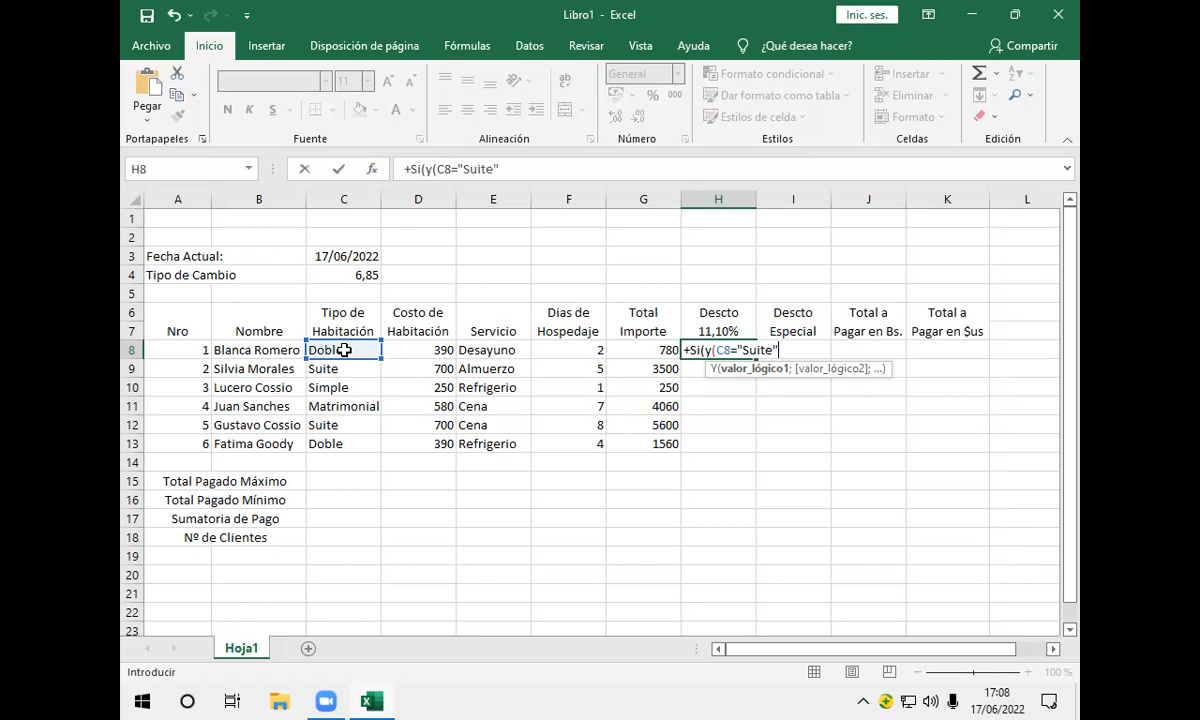 Libro1 - Excel
Inic. ses.
Archivo Inicio Insertar Disposición de página Fórmulas Datos Revisar Vista Ayuda ¿Qué desea hacer? Compartir
Pegar
N K S
11
General
% 000
Formato condicional
Dar formato como tabla
Estilos de celda
Insertar
Eliminar
Formato
Portapapeles Fuente Alineación Número Estilos Celdas Edición
H8 +Si(y(C8="Suite"
A B C D E F G H I J K L
1
2
3 Fecha Actual: 17/06/2022
4 Tipo de Cambio 6,85
5
6 Tipo de Costo de Dias de Total Descto Descto Total a Total a
7 Nro Nombre Habitación Habitación Servicio Hospedaje Importe 11,10% Especial Pagar en Bs. Pagar en $us
8 1 Blanca Romero Doble 390 Desayuno 2 780 +Si(y(C8="Suite"
Y(valor_lógico1; [valor_lógico2]; ...)
9 2 Silvia Morales Suite 700 Almuerzo 5 3500
10 3 Lucero Cossio Simple 250 Refrigerio 1 250
11 4 Juan Sanches Matrimonial 580 Cena 7 4060
12 5 Gustavo Cossio Suite 700 Cena 8 5600
13 6 Fatima Goody Doble 390 Refrigerio 4 1560
14
15 Total Pagado Máximo
16 Total Pagado Mínimo
17 Sumatoria de Pago
18 Nº de Clientes
19
20
21
22
23
Hoja1
Introducir 100 %
17:08
17/06/2022